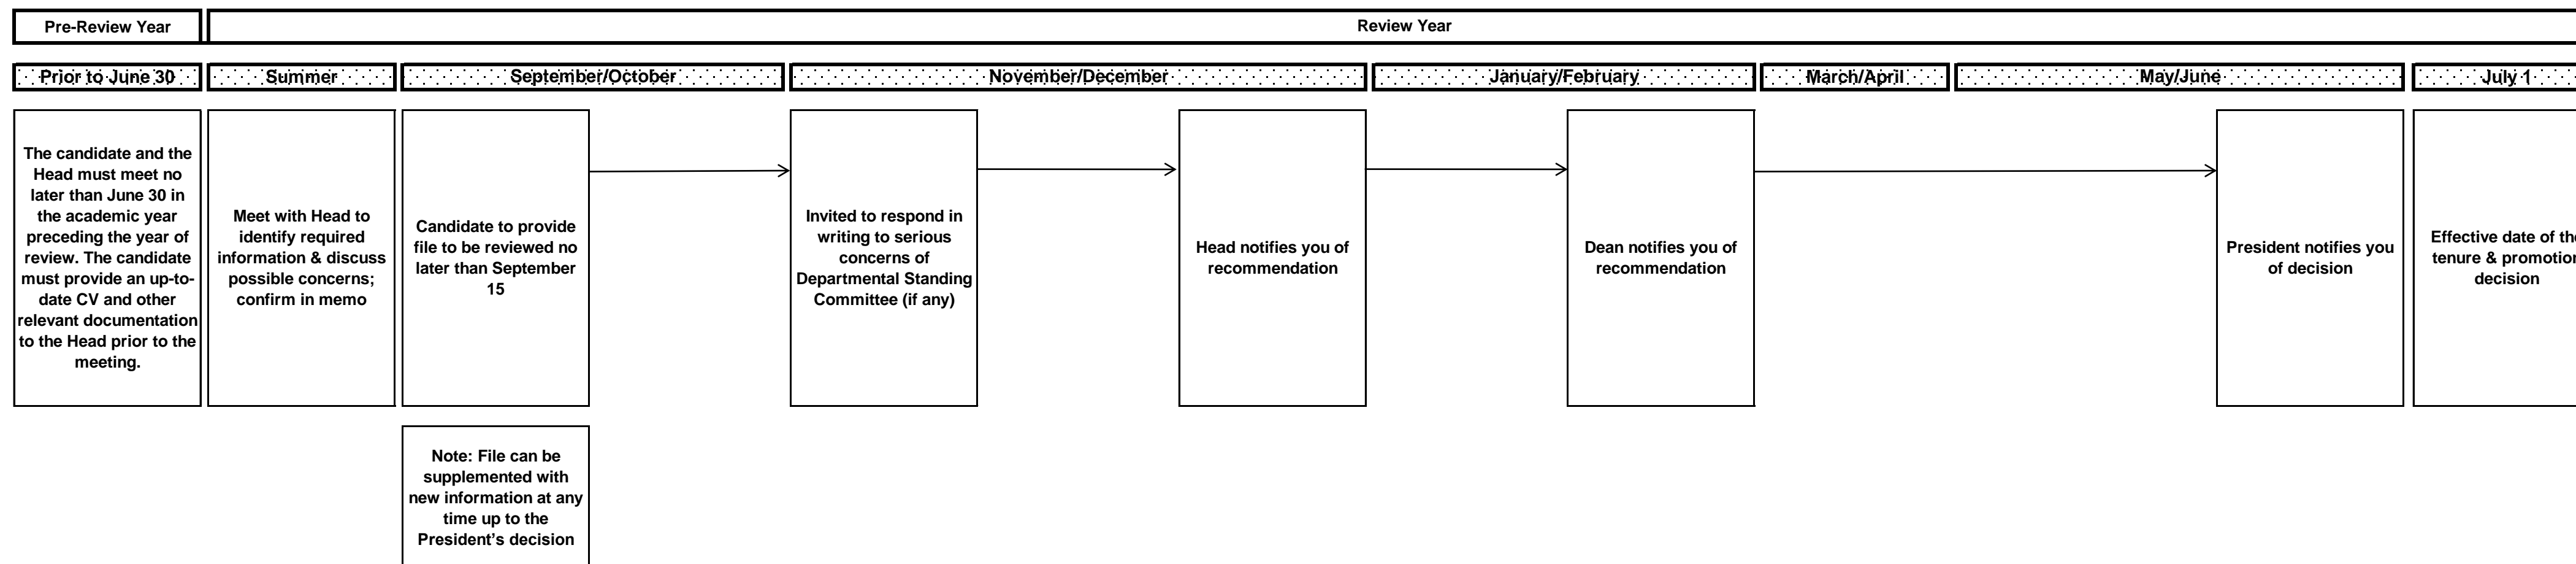 Pre-Review Year
Review Year
Prior to June 30
Summer
September/October
November/December
January/February
March/April
May/June
July 1
The candidate and the
Head must meet no
later than June 30 in
the academic year
preceding the year of
review. The candidate
must provide an up-to-
date CV and other
relevant documentation
to the Head prior to the
meeting.
Meet with Head to
identify required
information & discuss
possible concerns;
confirm in memo
Candidate to provide
file to be reviewed no
later than September
15
Invited to respond in
writing to serious
concerns of
Departmental Standing
Committee (if any)
Head notifies you of
recommendation
Dean notifies you of
recommendation
President notifies you
of decision
Effective date of the
tenure & promotion
decision
Note: File can be
supplemented with
new information at any
time up to the
President’s decision